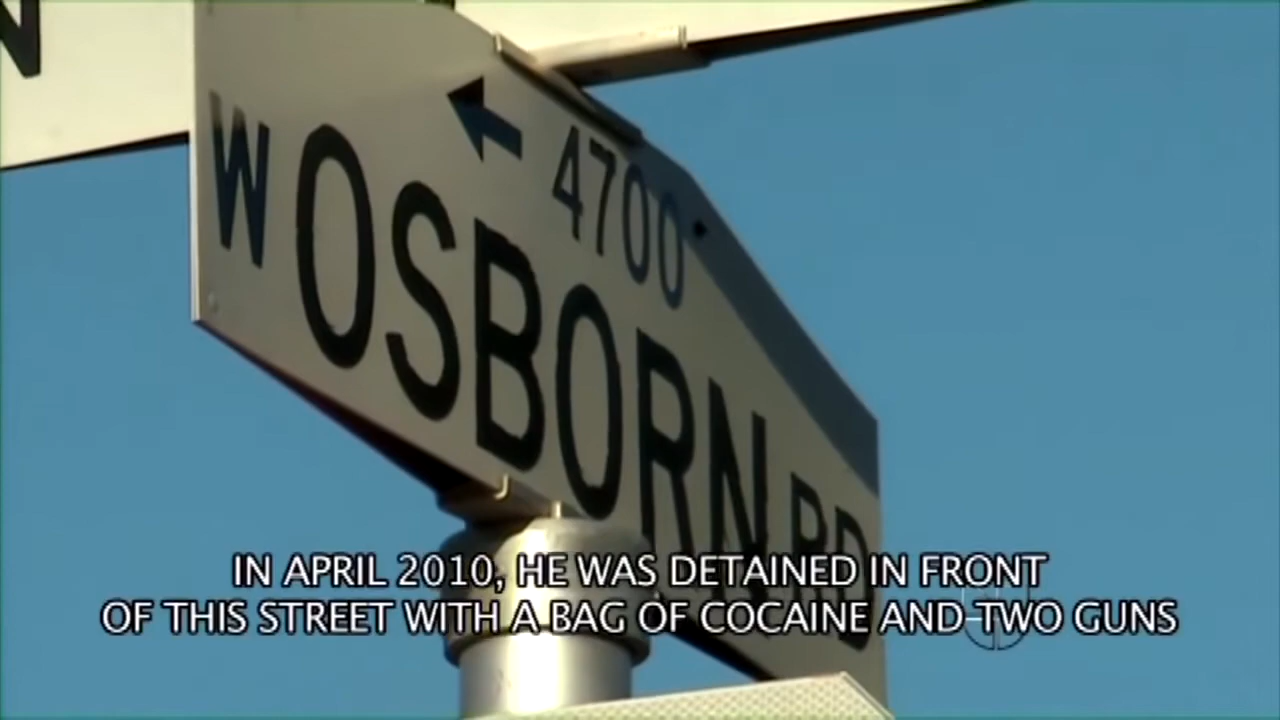 N
4700
W OSBORN RD
IN APRIL 2010, HE WAS DETAINED IN FRONT
OF THIS STREET WITH A BAG OF COCAINE AND TWO GUNS